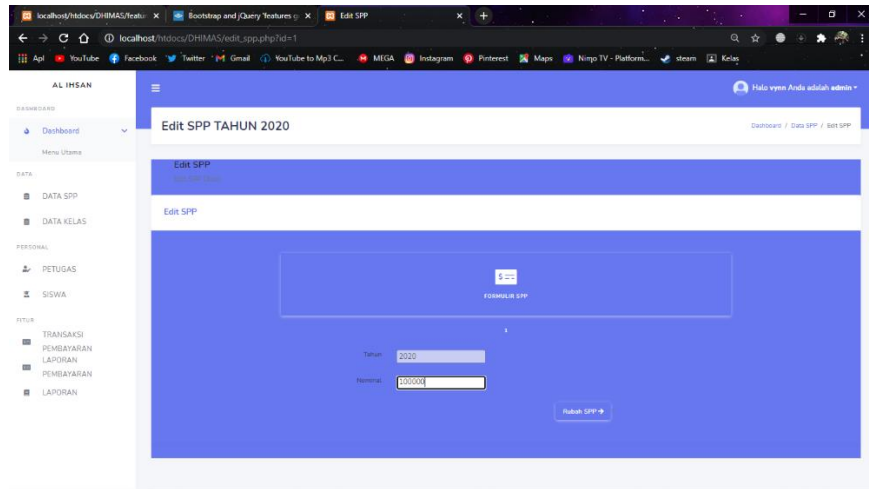 localhost/htdocs/DHIMAS/featu
Bootstrap and jQuery 'features g
Edit SPP
localhost/htdocs/DHIMAS/edit_spp.php?id=1
Apl YouTube Facebook Twitter Gmail YouTube to Mp3 C... MEGA Instagram Pinterest Maps Nimo TV - Platform... steam Kelas
AL IHSAN
Halo vynn Anda adalah admin
DASHBOARD
Dashboard
Menu Utama
Edit SPP TAHUN 2020
Dashboard / Data SPP / Edit SPP
DATA
DATA SPP
DATA KELAS
PERSONAL
PETUGAS
SISWA
FITUR
TRANSAKSI
PEMBAYARAN
LAPORAN
PEMBAYARAN
LAPORAN
Edit SPP
Edit SPP
FORMULIR SPP
Tahun 2020
Nominal 100000
Rubah SPP